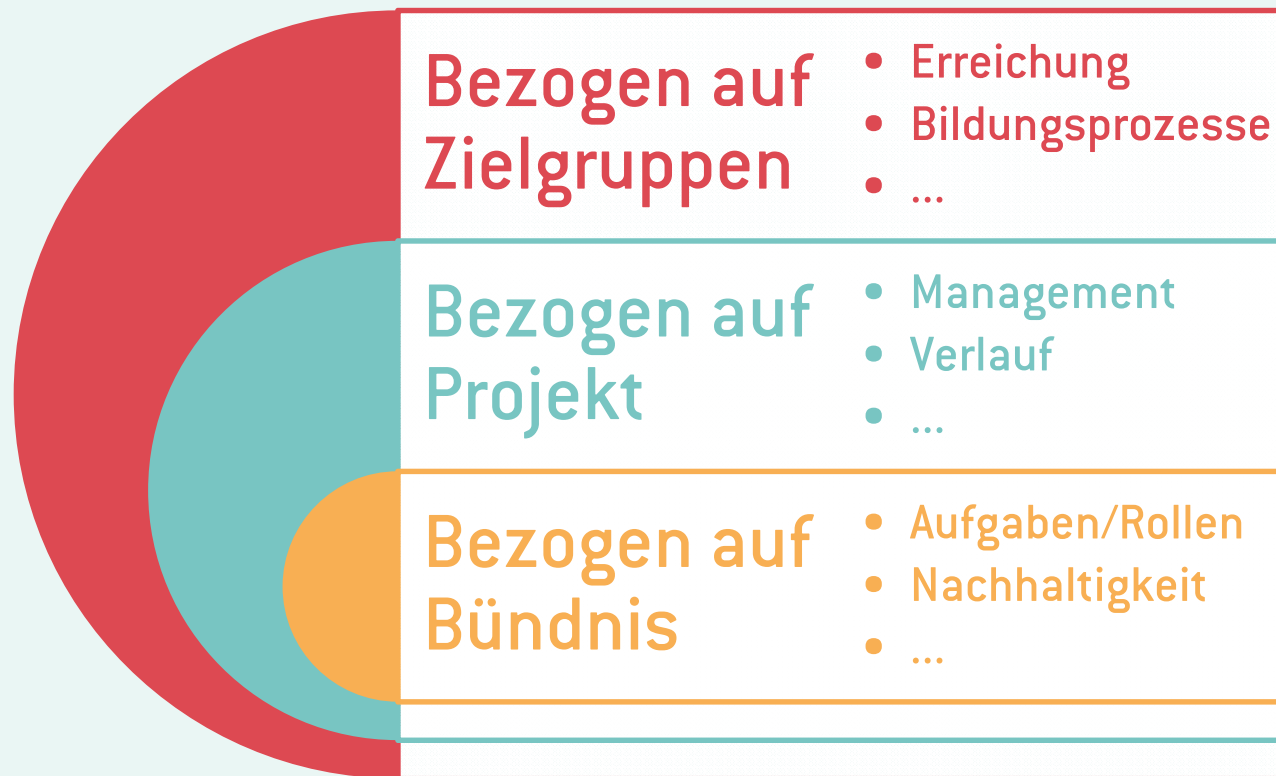 Bezogen auf
Zielgruppen
• Erreichung
• Bildungsprozesse
• ...
Bezogen auf
Projekt
• Management
• Verlauf
• ...
Bezogen auf
Bündnis
• Aufgaben/Rollen
• Nachhaltigkeit
• ...